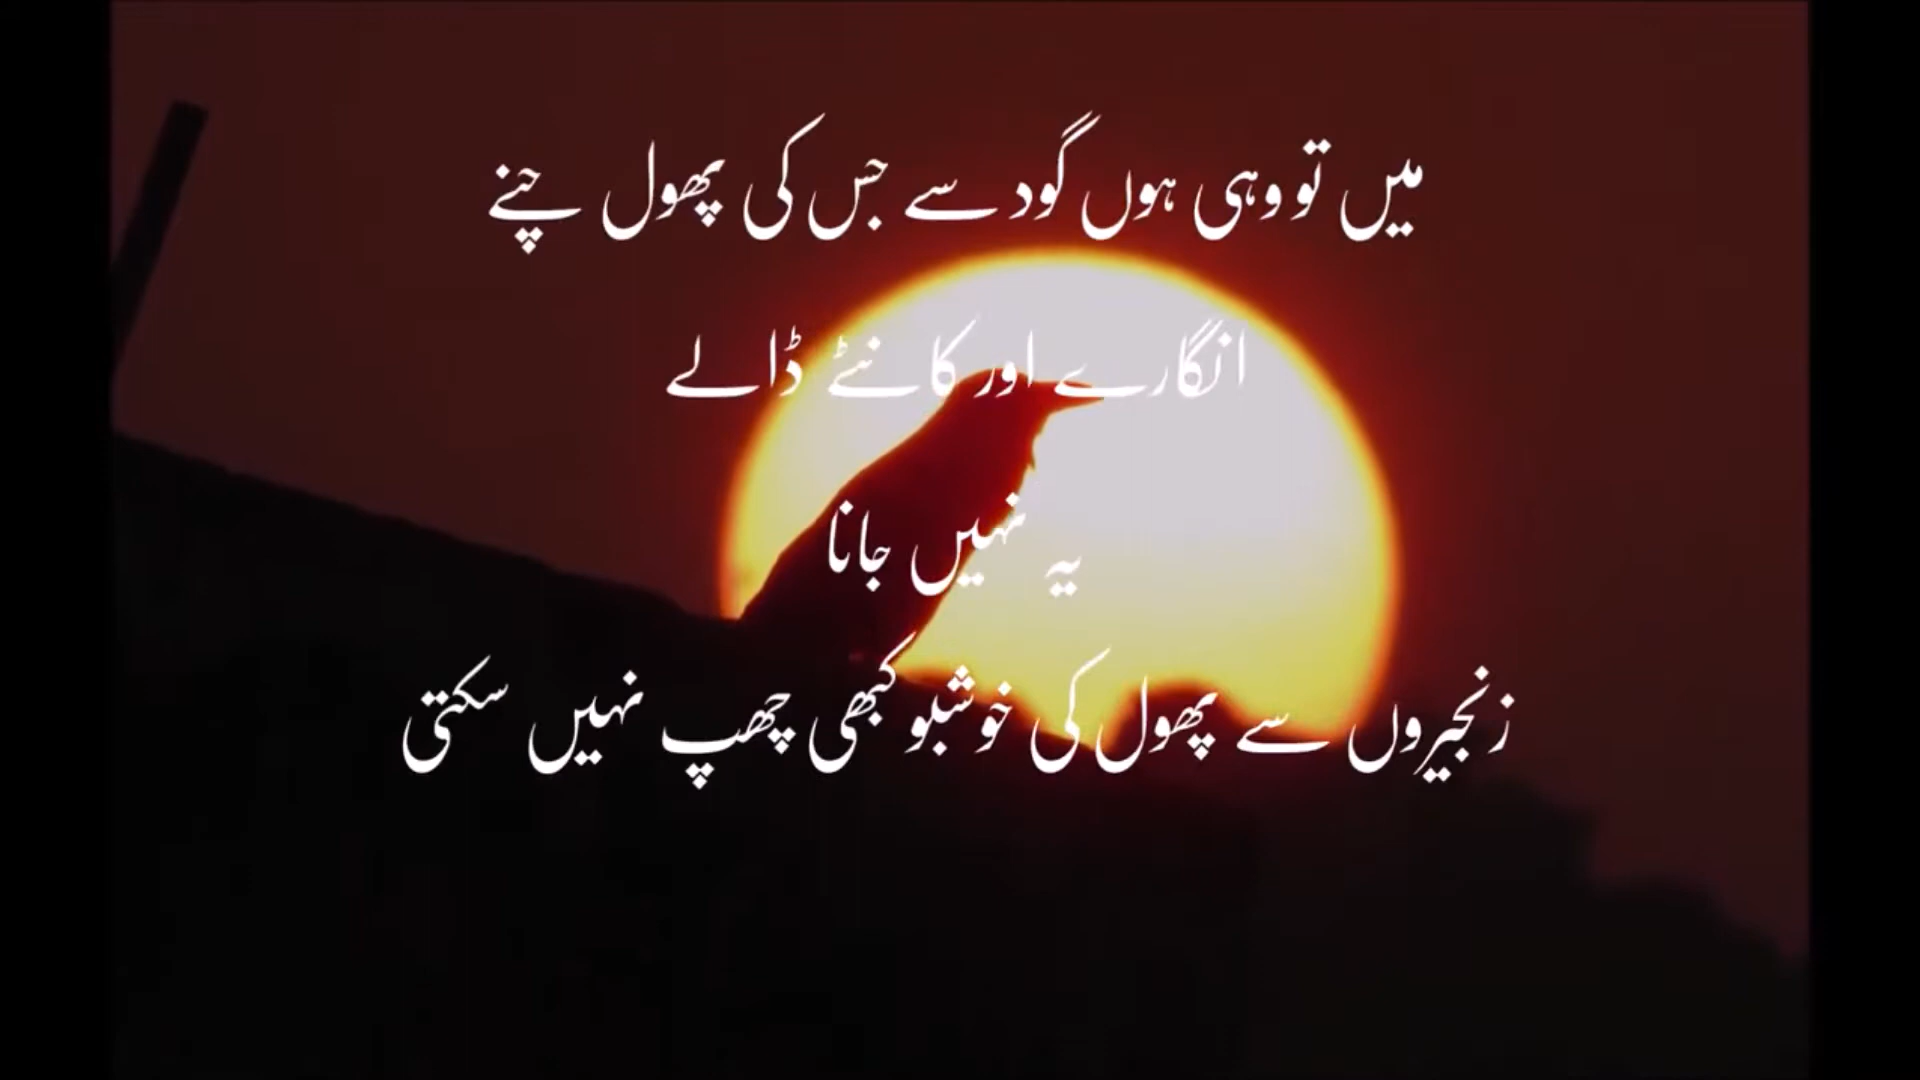 میں تو وہی ہوں گود سے جس کی پھول چنے
انگارے اور کانٹے ڈالے
یہ نہیں جانا
زنجیروں سے پھول کی خوشبو کبھی چھپ نہیں سکتی